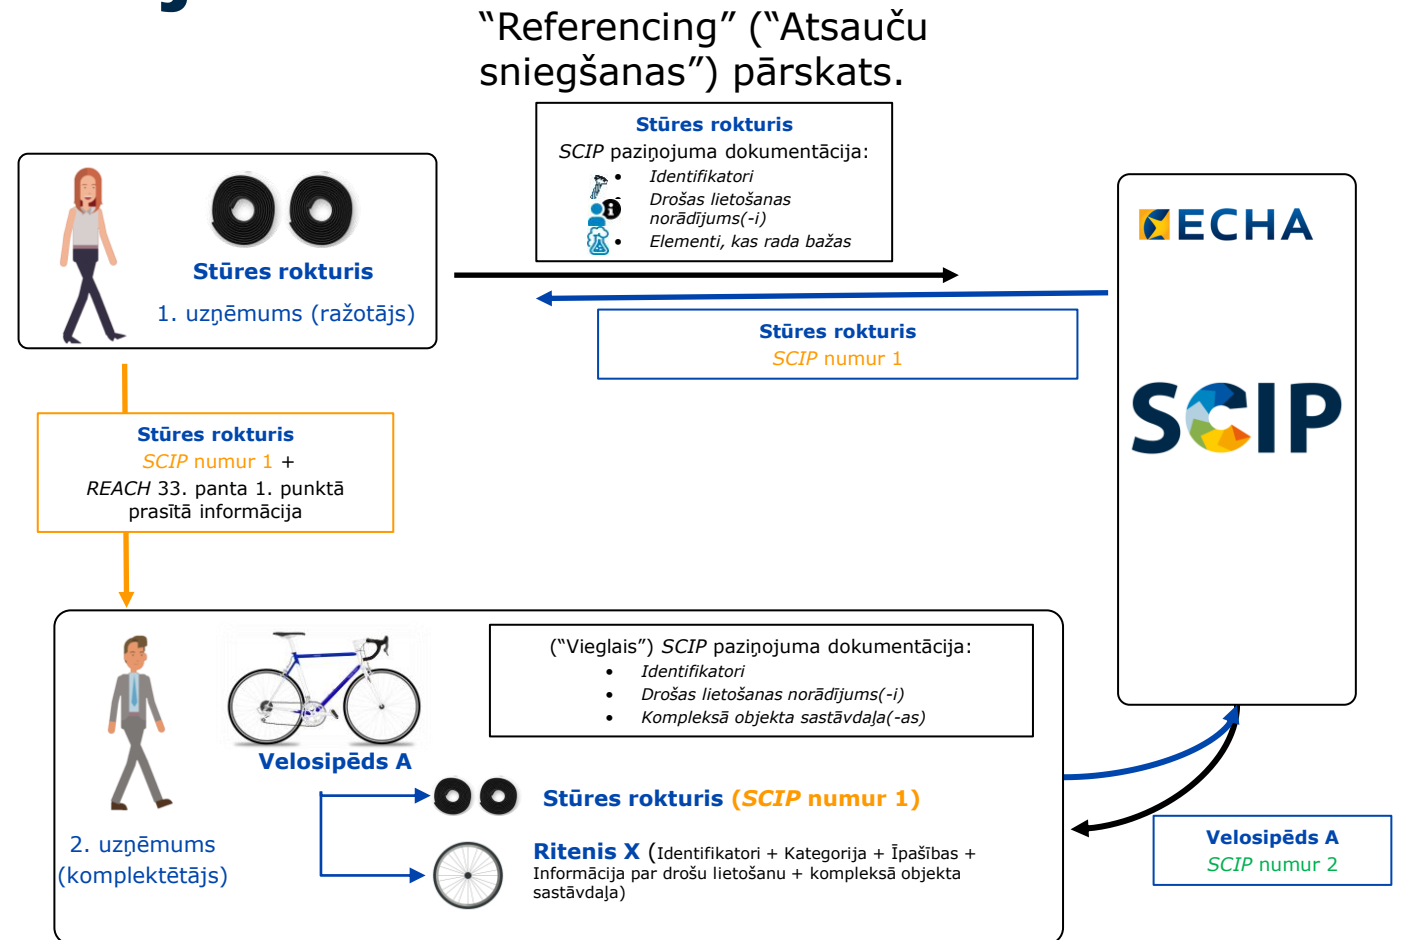 “Referencing” (“Atsauču
sniegšanas”) pārskats.
Stūres rokturis
SCIP paziņojuma dokumentācija:
• Identifikatori
• Drošas lietošanas
norādījums(-i)
• Elementi, kas rada bažas
ECHA
Stūres rokturis
1. uzņēmums (ražotājs)
Stūres rokturis
SCIP numur 1
SCIP
Stūres rokturis
SCIP numur 1 +
REACH 33. panta 1. punktā
prasītā informācija
(“Vieglais”) SCIP paziņojuma dokumentācija:
• Identifikatori
• Drošas lietošanas norādījums(-i)
• Kompleksā objekta sastāvdaļa(-as)
Velosipēds A
Stūres rokturis (SCIP numur 1)
2. uzņēmums
(komplektētājs)
Ritenis X (Identifikatori + Kategorija + Īpašības +
Informācija par drošu lietošanu + kompleksā objekta
sastāvdaļa)
Velosipēds A
SCIP numur 2